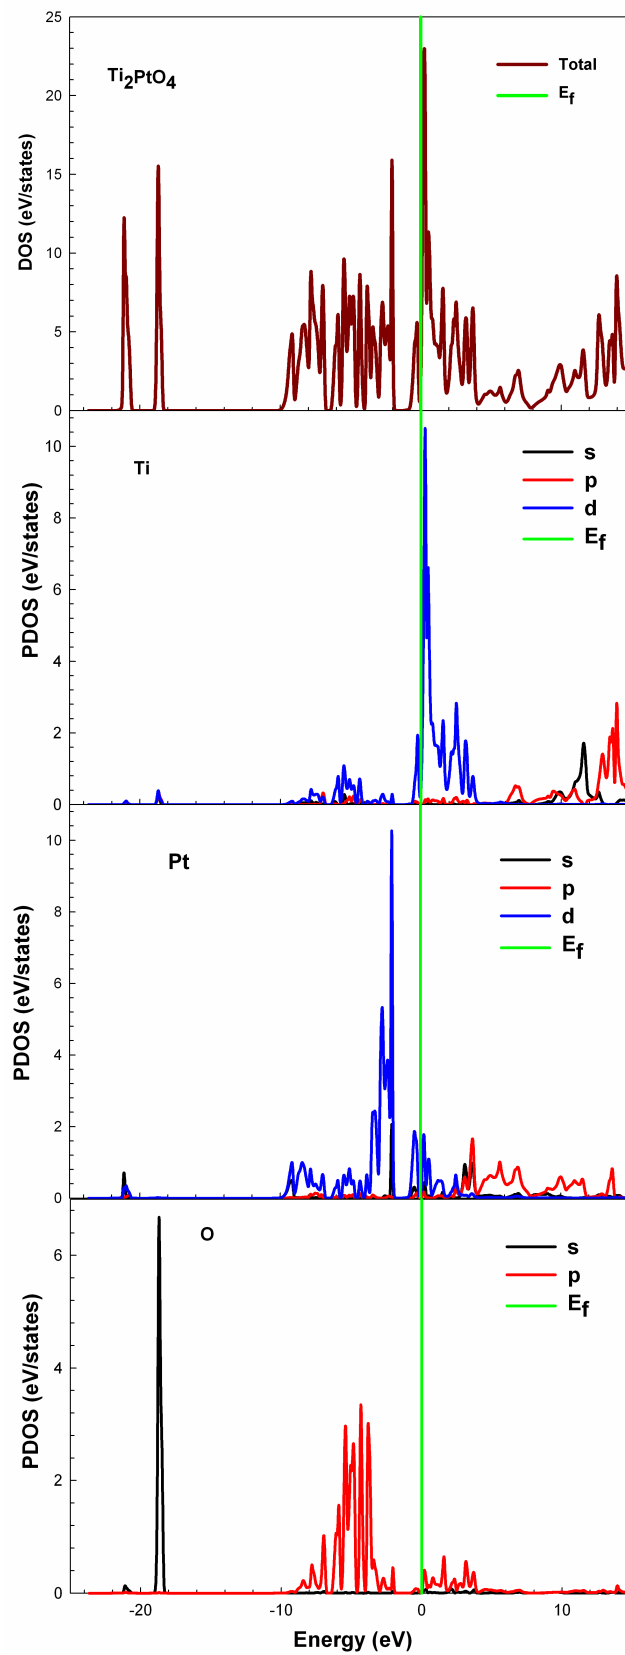 25
20
15
10
5
0
DOS (eV/states)
Ti2PtO4
Total
Ef
10
8
6
4
2
0
PDOS (eV/states)
Ti
s
p
d
Ef
10
8
6
4
2
0
PDOS (eV/states)
Pt
s
p
d
Ef
6
4
2
0
PDOS (eV/states)
O
s
p
Ef
-20 -10 0 10
Energy (eV)